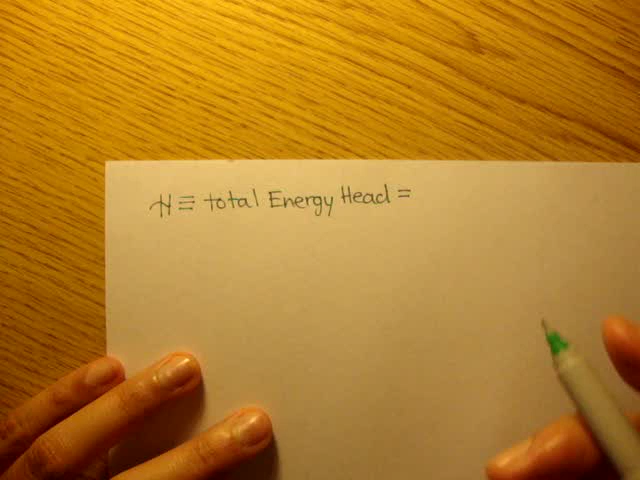 H ≡ total Energy Head =